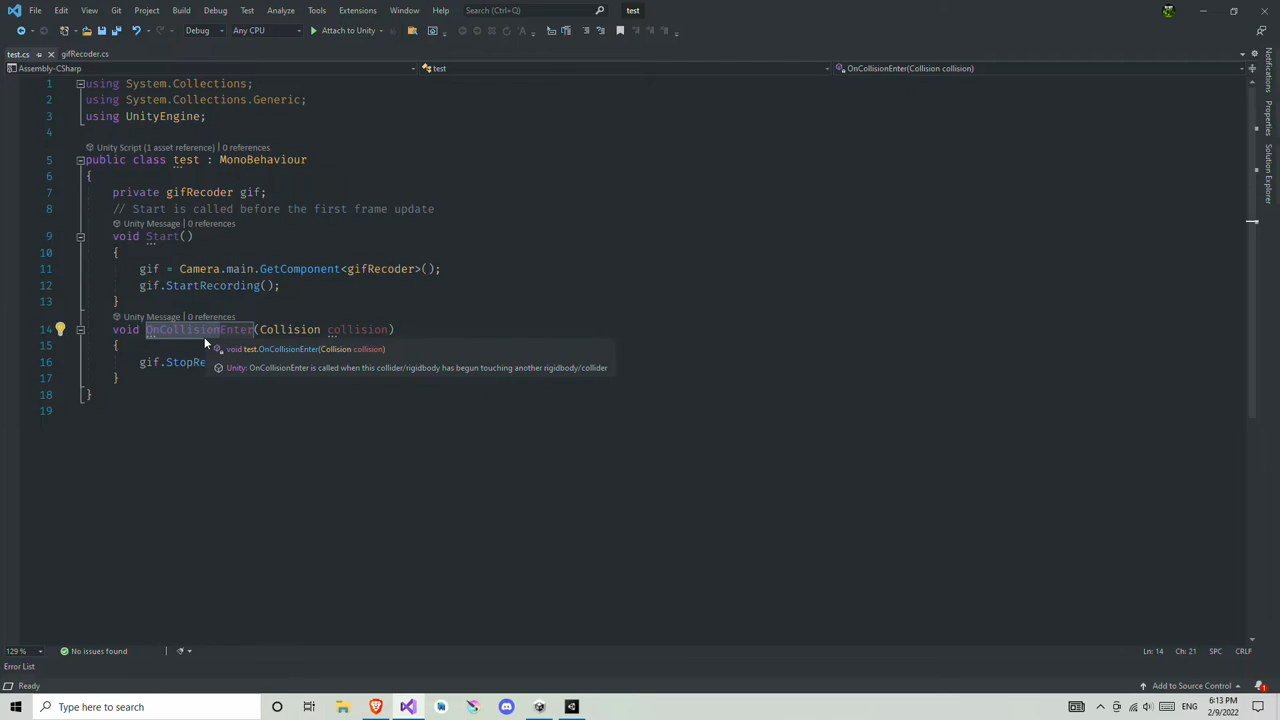 File Edit View Git Project Build Debug Test Analyze Tools Extensions Window Help Search (Ctrl+Q) test
Debug Any CPU Attach to Unity
test.cs gifRecoder.cs
Assembly-CSharp test OnCollisionEnter(Collision collision)
1 using System.Collections;
2 using System.Collections.Generic;
3 using UnityEngine;
4
Unity Script (1 asset reference) | 0 references
5 public class test : MonoBehaviour
6 {
7 private gifRecoder gif;
8 // Start is called before the first frame update
Unity Message | 0 references
9 void Start()
10 {
11 gif = Camera.main.GetComponent<gifRecoder>();
12 gif.StartRecording();
13 }
Unity Message | 0 references
14 void OnCollisionEnter(Collision collision)
15 {
void test.OnCollisionEnter(Collision collision)
16 gif.StopRe
Unity: OnCollisionEnter is called when this collider/rigidbody has begun touching another rigidbody/collider
17 }
18 }
19
Notifications
Properties
Solution Explorer
129 % No issues found Ln: 14 Ch: 21 SPC CRLF
Error List
Ready Add to Source Control 1
Type here to search ENG 6:13 PM
2/9/2022